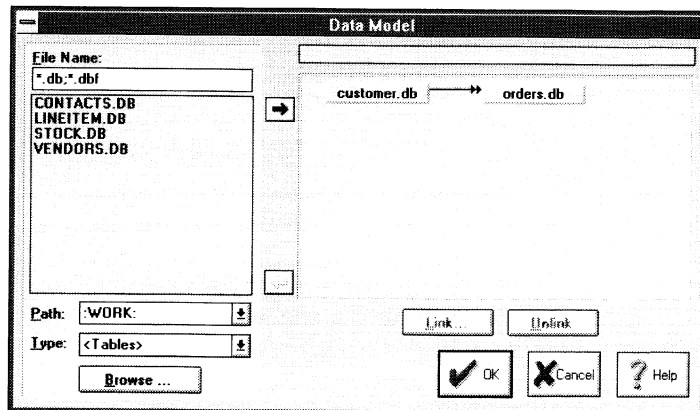 Data Model
File Name:
*.db;*.dbf
CONTACTS.DB
LINEITEM.DB
STOCK.DB
VENDORS.DB
customer.db
orders.db
Path:
:WORK:
Type:
<Tables>
Browse ...
Link...
Unlink
OK
Cancel
Help